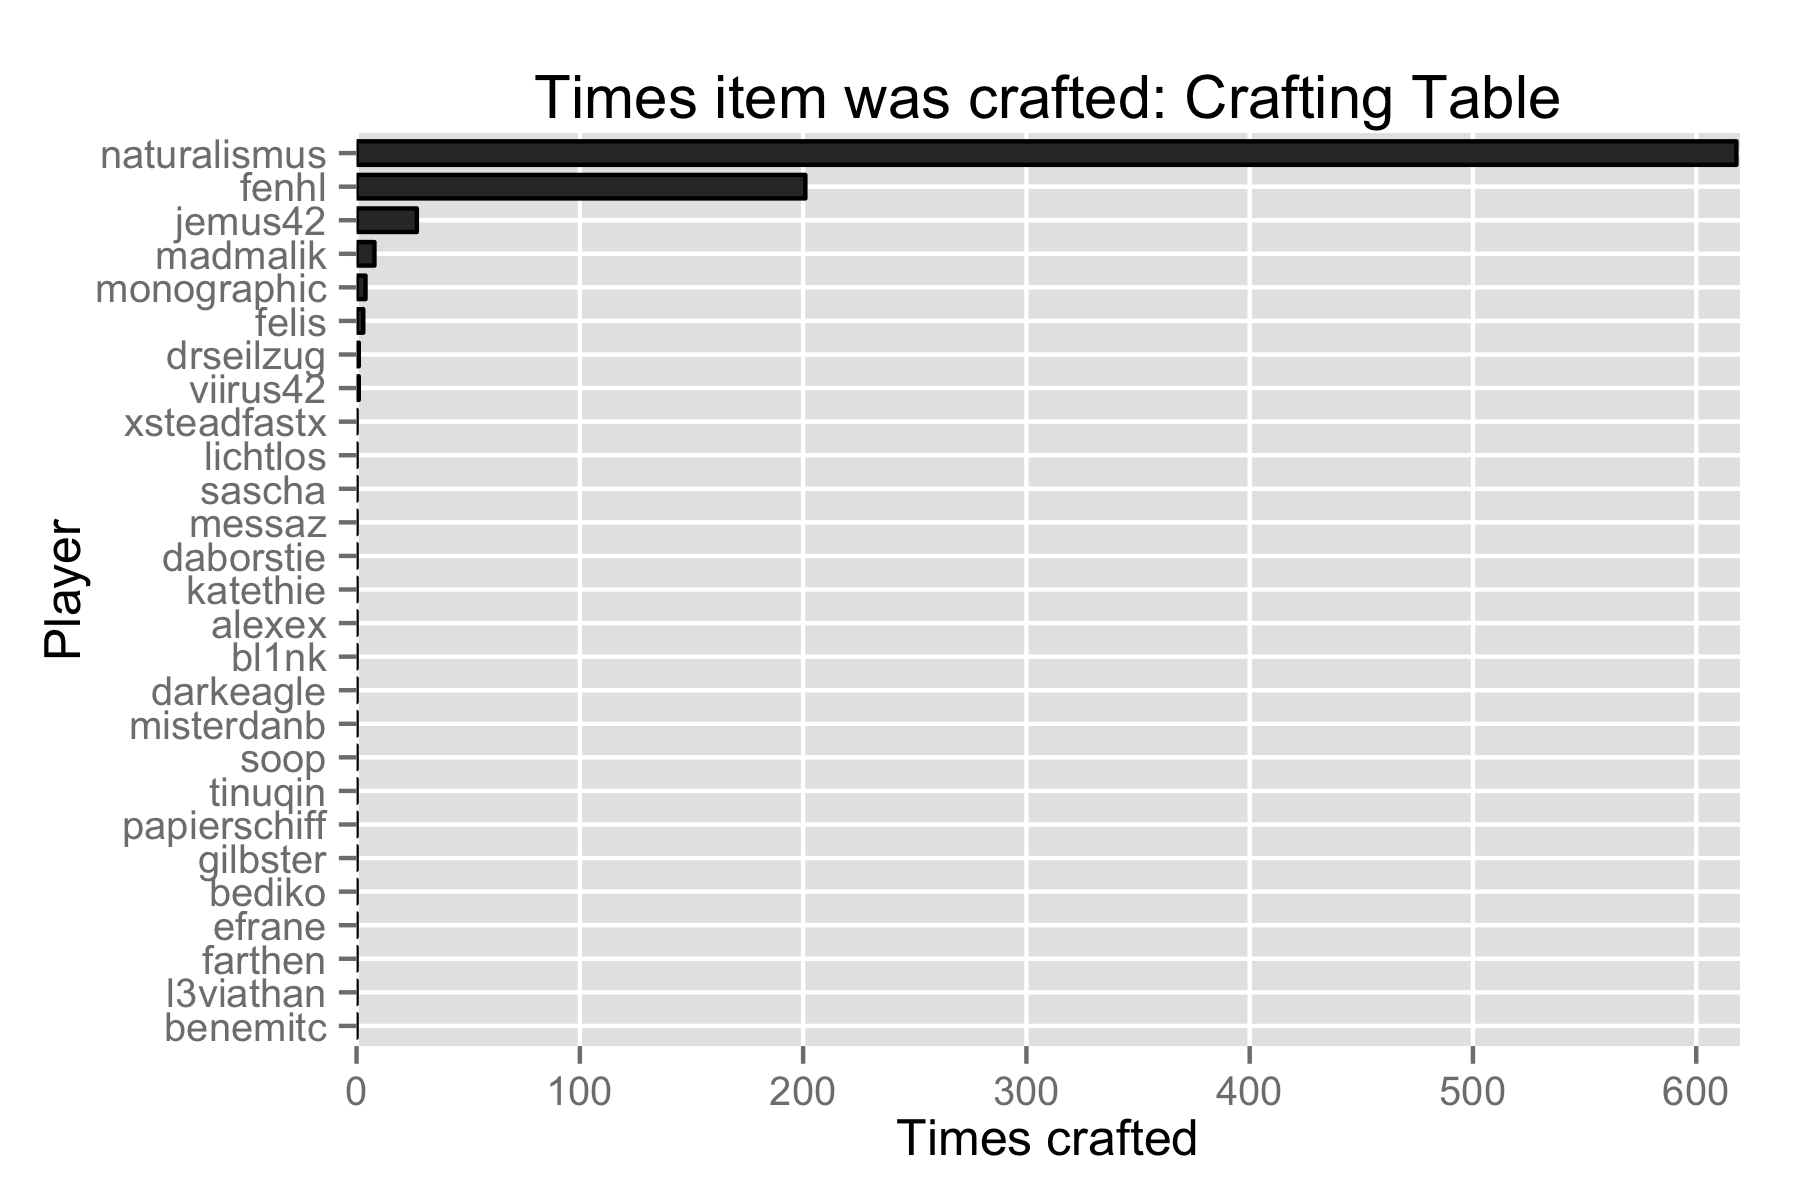 Times item was crafted: Crafting Table
Player
naturalismus
fenhl
jemus42
madmalik
monographic
felis
drseilzug
viirus42
xsteadfastx
lichtlos
sascha
messaz
daborstie
katethie
alexex
bl1nk
darkeagle
misterdanb
soop
tinuqin
papierschiff
gilbster
bediko
efrane
farthen
l3viathan
benemitc
0 100 200 300 400 500 600
Times crafted